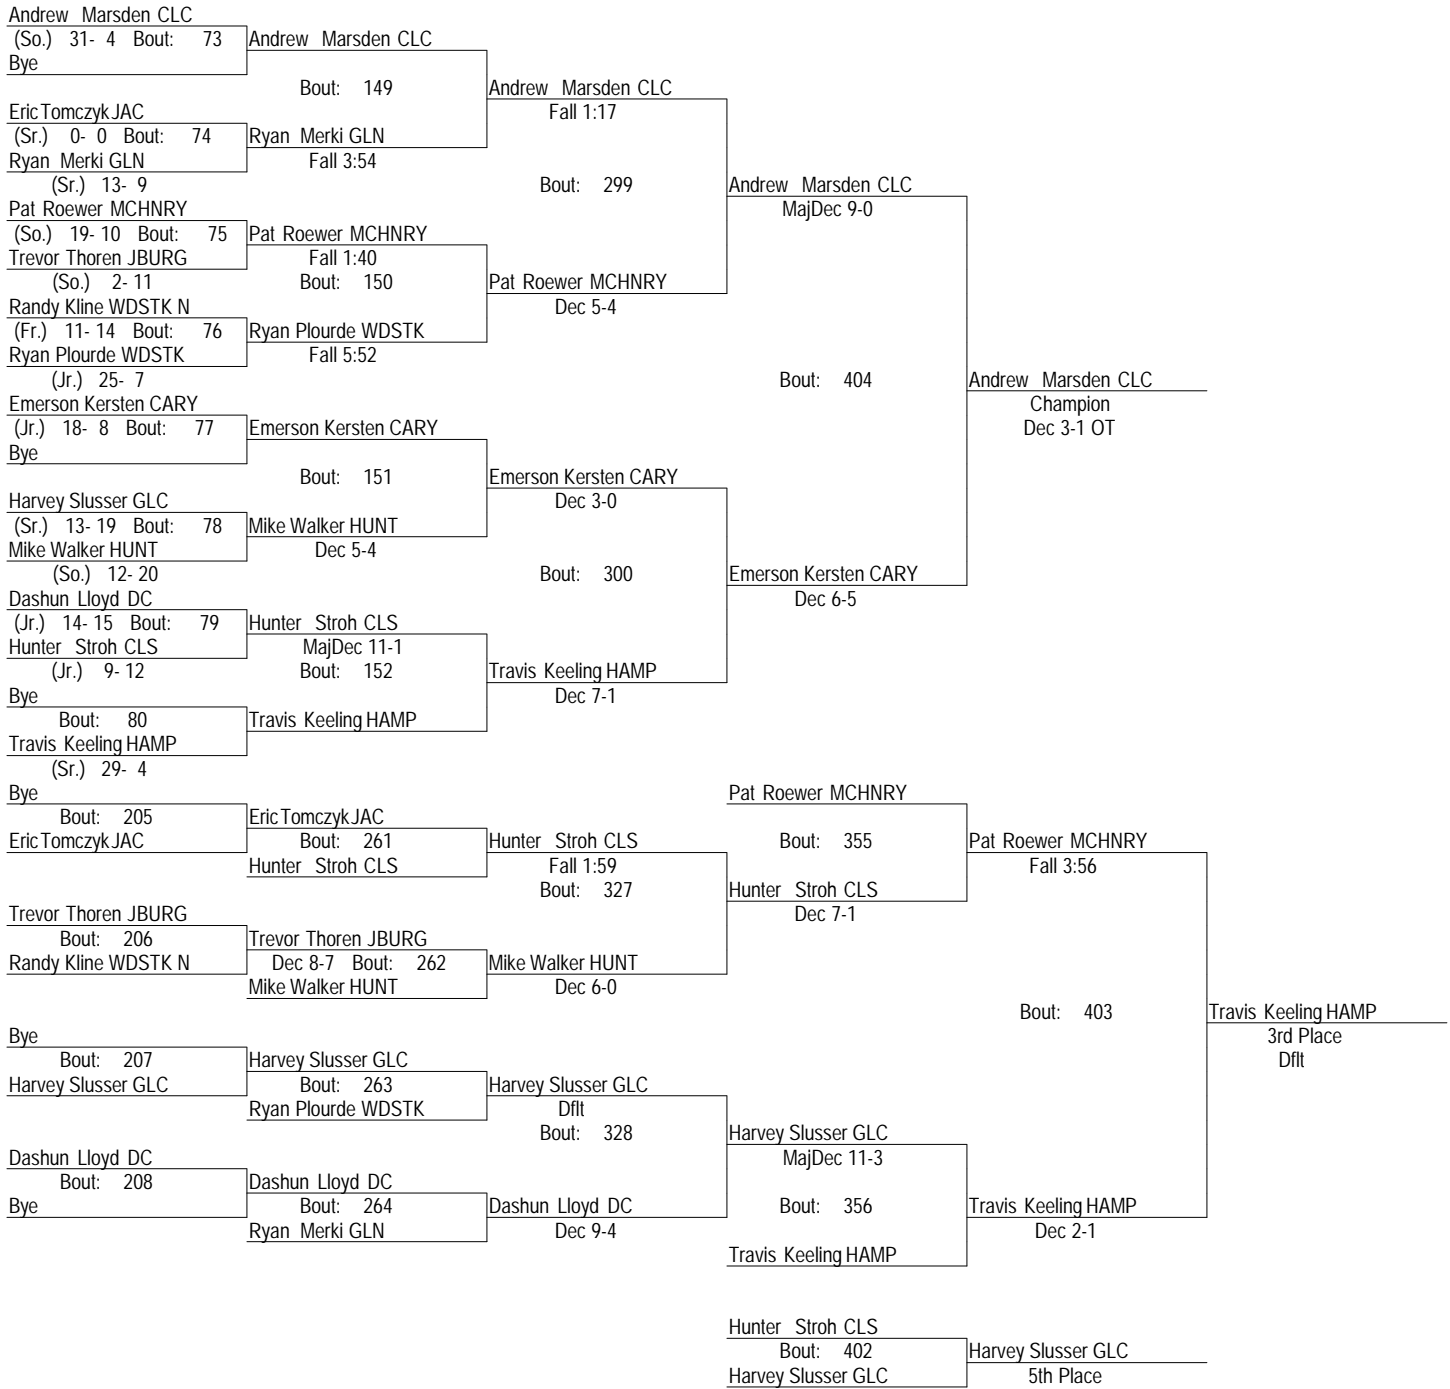 Andrew Marsden CLC
(So.) 31- 4 Bout: 73 Andrew Marsden CLC
Bye
Bout: 149 Andrew Marsden CLC
Eric Tomczyk JAC Fall 1:17
(Sr.) 0- 0 Bout: 74 Ryan Merki GLN
Ryan Merki GLN Fall 3:54
(Sr.) 13- 9 Bout: 299 Andrew Marsden CLC
Pat Roewer MCHNRY MajDec 9-0
(So.) 19- 10 Bout: 75 Pat Roewer MCHNRY
Trevor Thoren JBURG Fall 1:40
(So.) 2- 11 Bout: 150 Pat Roewer MCHNRY
Randy Kline WDSTK N Dec 5-4
(Fr.) 11- 14 Bout: 76 Ryan Plourde WDSTK
Ryan Plourde WDSTK Fall 5:52
(Jr.) 25- 7 Bout: 404 Andrew Marsden CLC
Emerson Kersten CARY Champion
(Jr.) 18- 8 Bout: 77 Emerson Kersten CARY Dec 3-1 OT
Bye
Bout: 151 Emerson Kersten CARY
Harvey Slusser GLC Dec 3-0
(Sr.) 13- 19 Bout: 78 Mike Walker HUNT
Mike Walker HUNT Dec 5-4
(So.) 12- 20 Bout: 300 Emerson Kersten CARY
Dashun Lloyd DC Dec 6-5
(Jr.) 14- 15 Bout: 79 Hunter Stroh CLS
Hunter Stroh CLS MajDec 11-1
(Jr.) 9- 12 Bout: 152 Travis Keeling HAMP
Bye Dec 7-1
Bout: 80 Travis Keeling HAMP
Travis Keeling HAMP
(Sr.) 29- 4
Bye Pat Roewer MCHNRY
Bout: 205 Eric Tomczyk JAC
Eric Tomczyk JAC Bout: 261 Hunter Stroh CLS Bout: 355 Pat Roewer MCHNRY
Hunter Stroh CLS Fall 1:59 Fall 3:56
Bout: 327 Hunter Stroh CLS
Trevor Thoren JBURG Dec 7-1
Bout: 206 Trevor Thoren JBURG
Randy Kline WDSTK N Dec 8-7 Bout: 262 Mike Walker HUNT
Mike Walker HUNT Dec 6-0
Bout: 403 Travis Keeling HAMP
Bye 3rd Place
Bout: 207 Harvey Slusser GLC Dflt
Harvey Slusser GLC Bout: 263 Harvey Slusser GLC
Ryan Plourde WDSTK Dflt
Bout: 328 Harvey Slusser GLC
Dashun Lloyd DC MajDec 11-3
Bout: 208 Dashun Lloyd DC
Bye Bout: 264 Dashun Lloyd DC Bout: 356 Travis Keeling HAMP
Ryan Merki GLN Dec 9-4 Dec 2-1
Travis Keeling HAMP
Hunter Stroh CLS
Bout: 402 Harvey Slusser GLC
Harvey Slusser GLC 5th Place